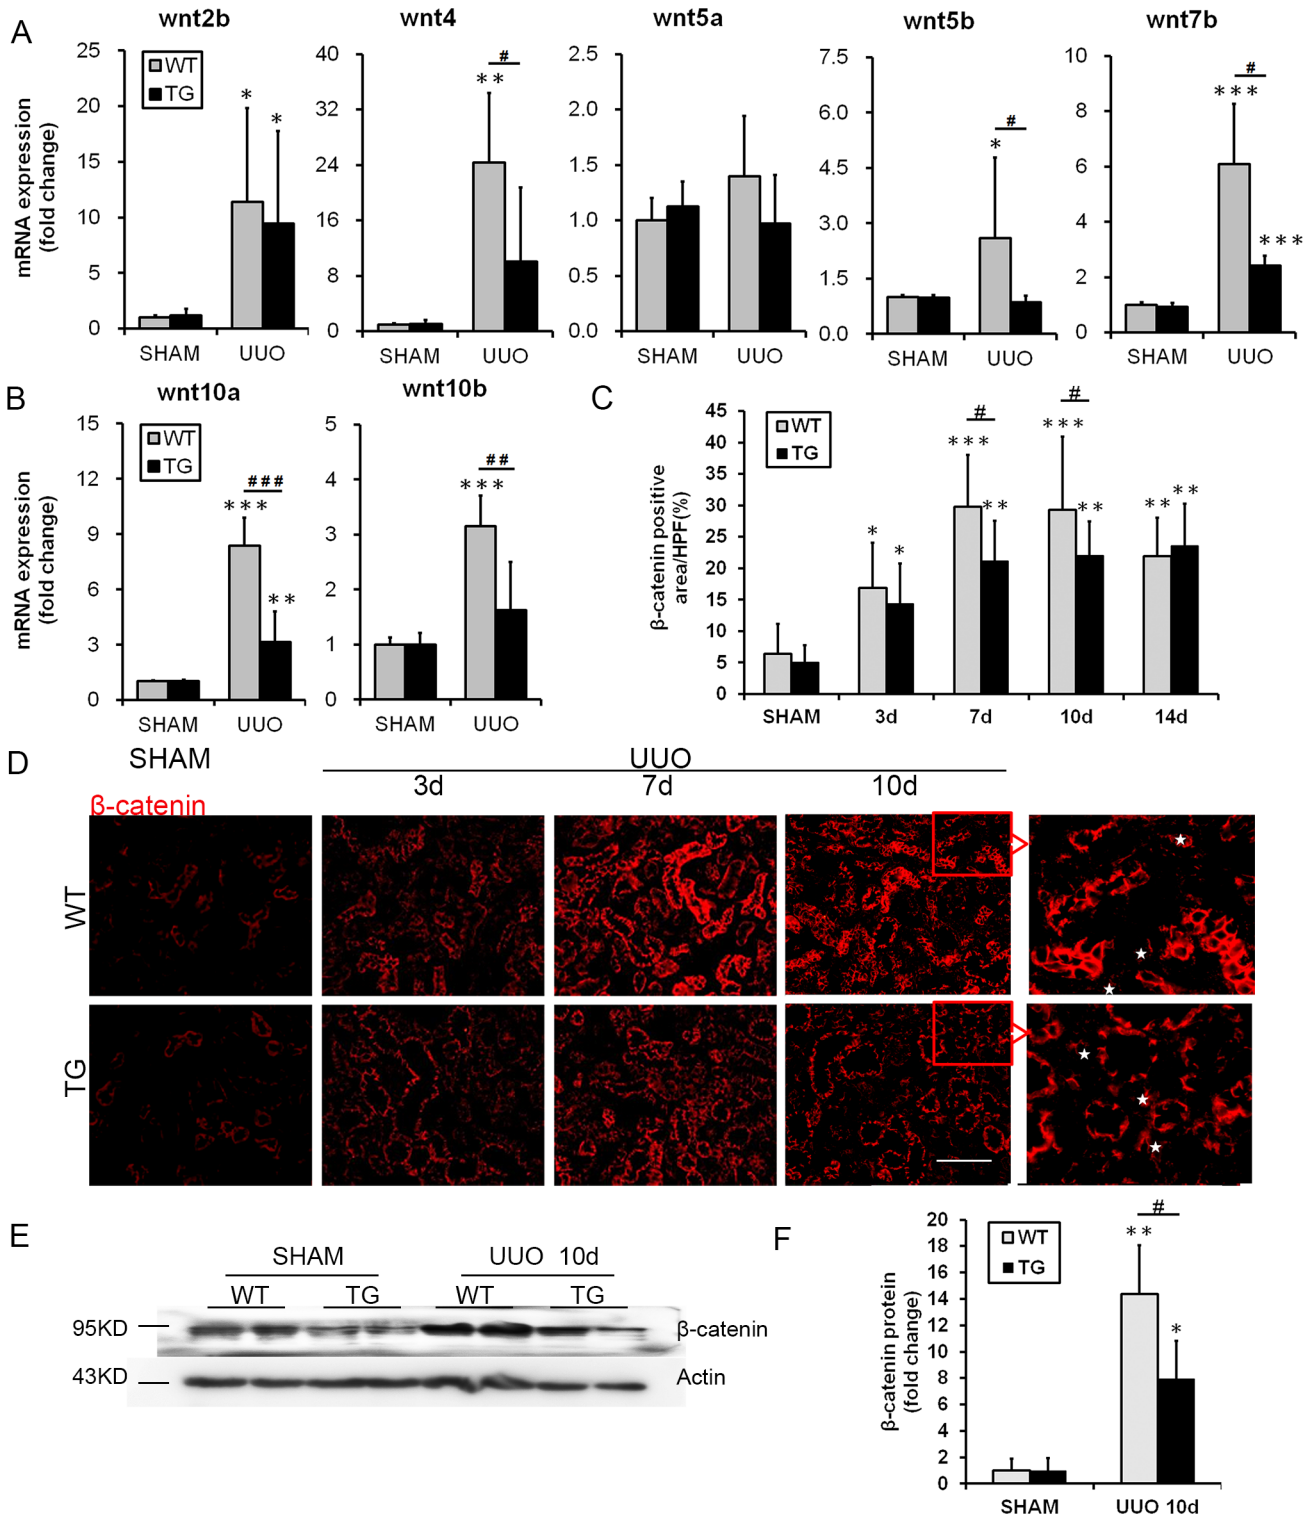 A
wnt2b
wnt4
wnt5a
wnt5b
wnt7b
mRNA expression
(fold change)
25
20
15
10
5
0
WT
TG
*
*
SHAM
UUO
40
32
24
16
8
0
#
**
SHAM
UUO
2.5
2.0
1.5
1.0
0.5
0.0
SHAM
UUO
7.5
6.0
4.5
3.0
1.5
0.0
#
*
SHAM
UUO
10
8
6
4
2
0
#
***
***
SHAM
UUO
B
wnt10a
wnt10b
mRNA expression
(fold change)
15
12
9
6
3
0
WT
TG
###
***
**
SHAM
UUO
5
4
3
2
1
0
##
***
SHAM
UUO
C
β-catenin positive
area/HPF(%)
45
40
35
30
25
20
15
10
5
0
WT
TG
*
*
#
***
**
#
***
**
**
**
SHAM
3d
7d
10d
14d
D
SHAM
UUO
3d
7d
10d
β-catenin
WT
TG
E
SHAM
UUO 10d
WT
TG
WT
TG
95KD
β-catenin
43KD
Actin
F
β-catenin protein
(fold change)
20
18
16
14
12
10
8
6
4
2
0
WT
TG
#
**
*
SHAM
UUO 10d